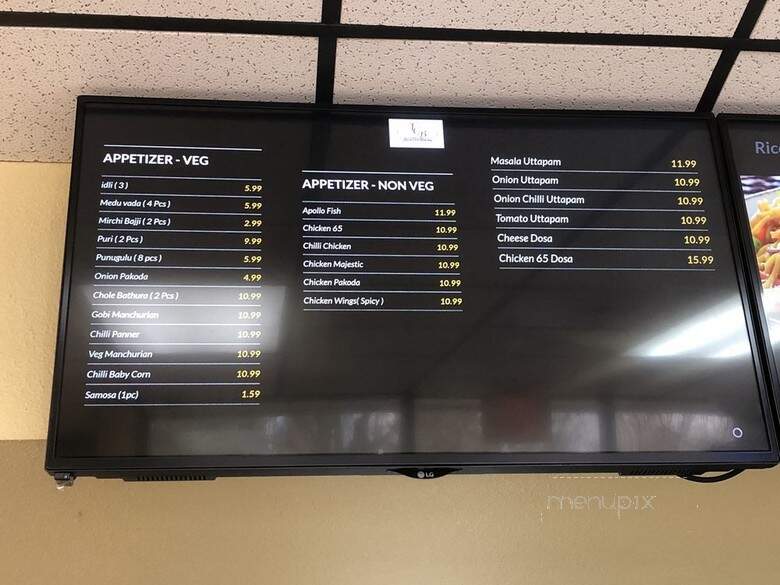 APPETIZER - VEG
idli ( 3 ) 5.99
Medu vada ( 4 Pcs ) 5.99
Mirchi Bajji ( 2 Pcs ) 2.99
Puri ( 2 Pcs ) 9.99
Punugulu ( 8 pcs ) 5.99
Onion Pakoda 4.99
Chole Bathura ( 2 Pcs ) 10.99
Gobi Manchurian 10.99
Chilli Panner 10.99
Veg Manchurian 10.99
Chilli Baby Corn 10.99
Samosa (1pc) 1.59
APPETIZER - NON VEG
Apollo Fish 11.99
Chicken 65 10.99
Chilli Chicken 10.99
Chicken Majestic 10.99
Chicken Pakoda 10.99
Chicken Wings( Spicy ) 10.99
Masala Uttapam 11.99
Onion Uttapam 10.99
Onion Chilli Uttapam 10.99
Tomato Uttapam 10.99
Cheese Dosa 10.99
Chicken 65 Dosa 15.99
Rice
LG
menupix